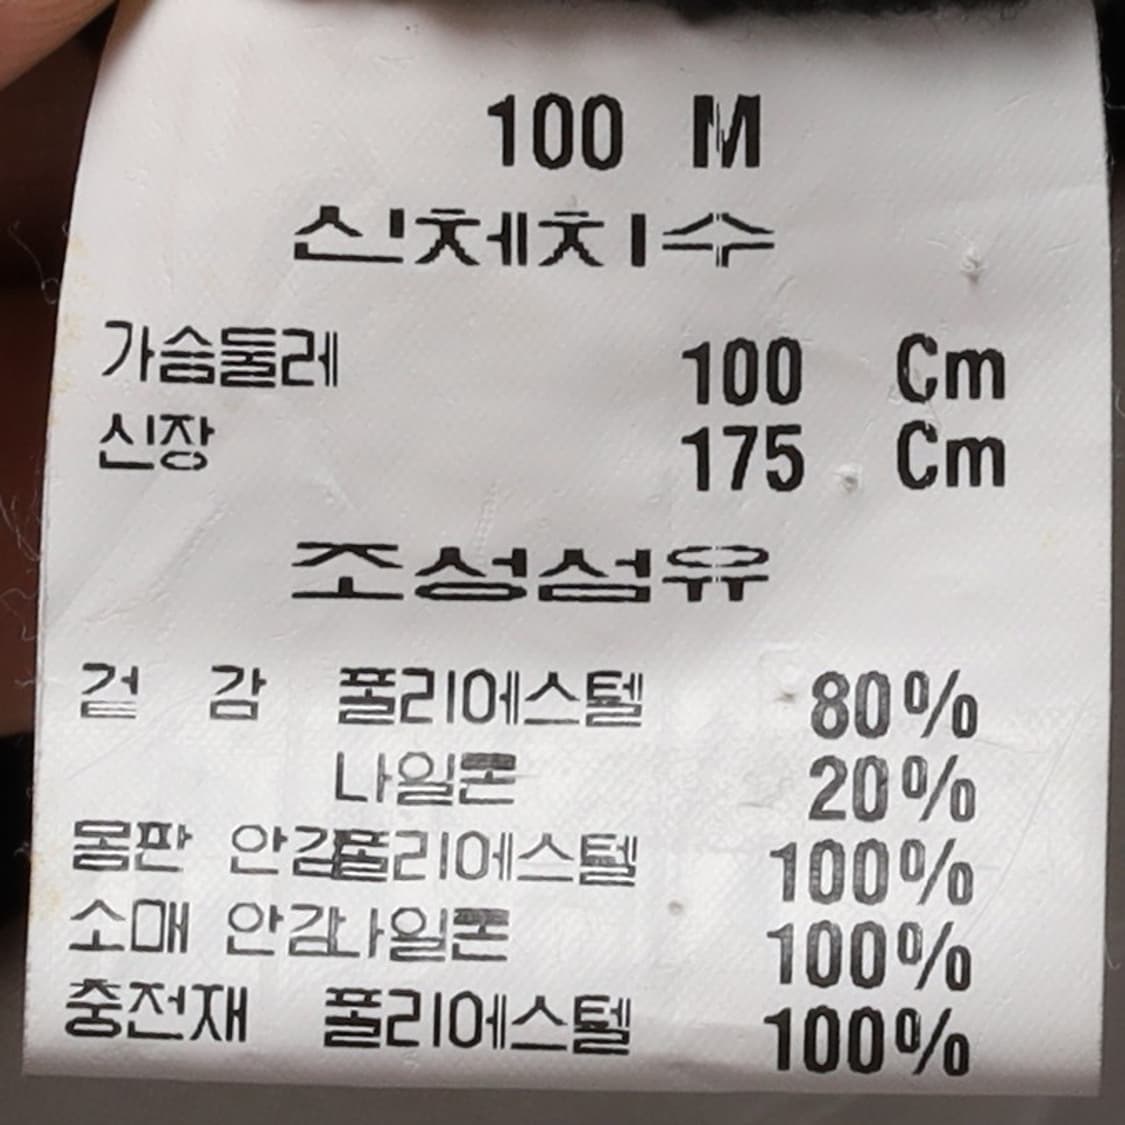 100 M
신체치수
가슴둘레 100 Cm
신장 175 Cm
조성섬유
겉 감 폴리에스텔 80%
나일론 20%
몸판 안감폴리에스텔 100%
소매 안감나일론 100%
충전재 폴리에스텔 100%